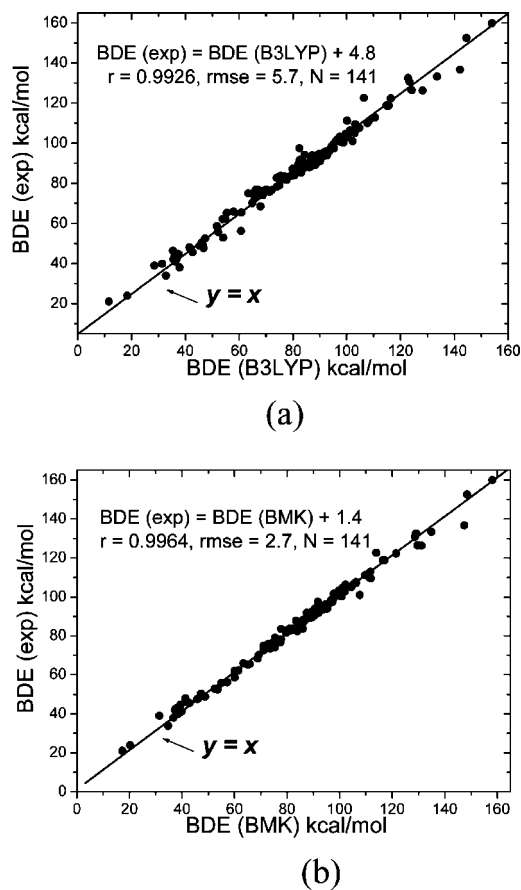 160
140
120
100
80
60
40
20
BDE (exp) kcal/mol
BDE (exp) = BDE (B3LYP) + 4.8
r = 0.9926, rmse = 5.7, N = 141
y = x
0 20 40 60 80 100 120 140 160
BDE (B3LYP) kcal/mol
(a)
160
140
120
100
80
60
40
20
0
BDE (exp) kcal/mol
BDE (exp) = BDE (BMK) + 1.4
r = 0.9964, rmse = 2.7, N = 141
y = x
0 20 40 60 80 100 120 140 160
BDE (BMK) kcal/mol
(b)